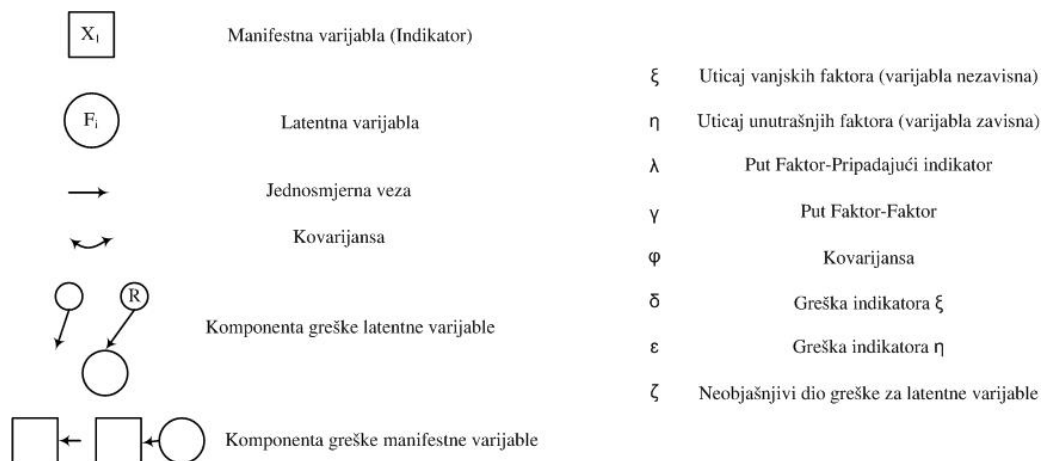 X₁ Manifestna varijabla (Indikator)
Fᵢ Latentna varijabla
Jednosmjerna veza
Kovarijansa
R
Komponenta greške latentne varijable
Komponenta greške manifestne varijable
ξ Uticaj vanjskih faktora (varijabla nezavisna)
η Uticaj unutrašnjih faktora (varijabla zavisna)
λ Put Faktor-Pripadajući indikator
γ Put Faktor-Faktor
φ Kovarijansa
δ Greška indikatora ξ
ε Greška indikatora η
ζ Neobjašnjivi dio greške za latentne varijable